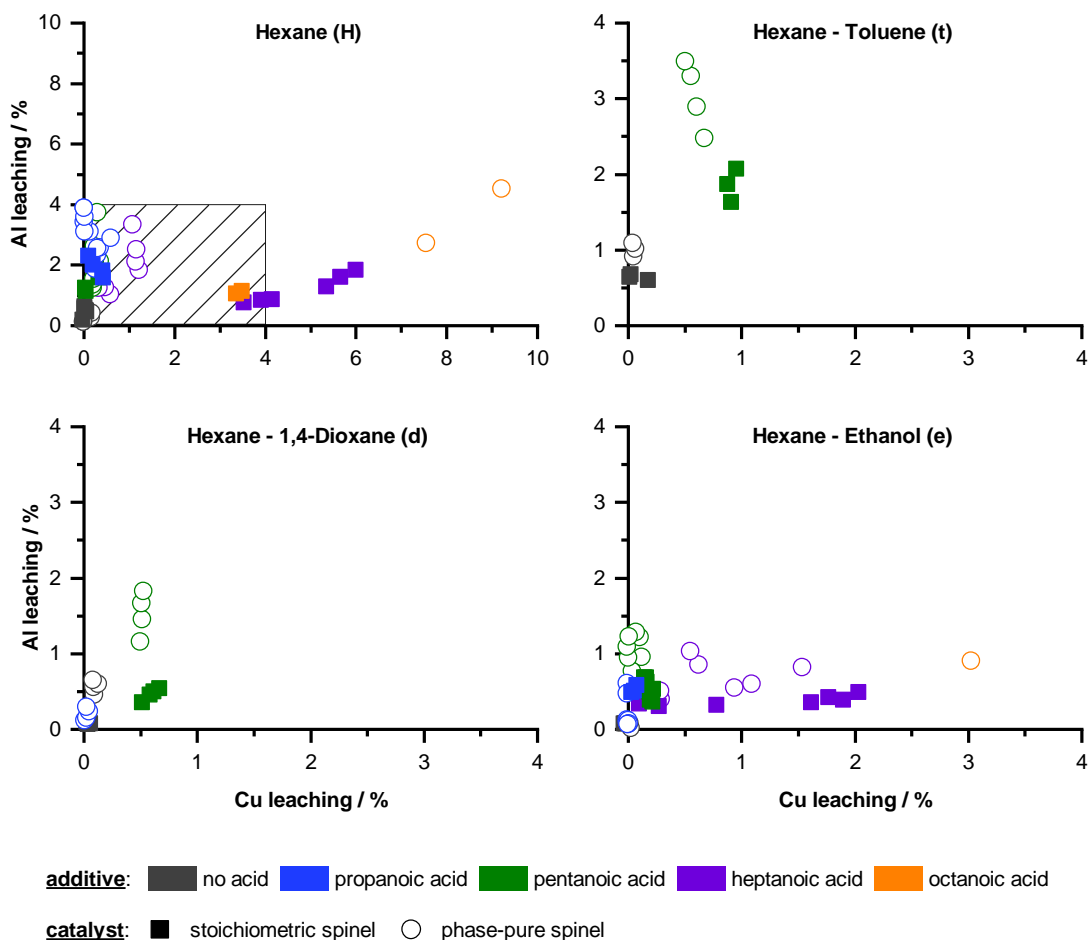 Hexane (H)
Al leaching / %
10
8
6
4
2
0
0 2 4 6 8 10
Hexane - Toluene (t)
4
3
2
1
0
0 1 2 3 4
Hexane - 1,4-Dioxane (d)
Al leaching / %
4
3
2
1
0
0 1 2 3 4
Cu leaching / %
Hexane - Ethanol (e)
4
3
2
1
0
0 1 2 3 4
Cu leaching / %
additive: no acid propanoic acid pentanoic acid heptanoic acid octanoic acid
catalyst: stoichiometric spinel phase-pure spinel